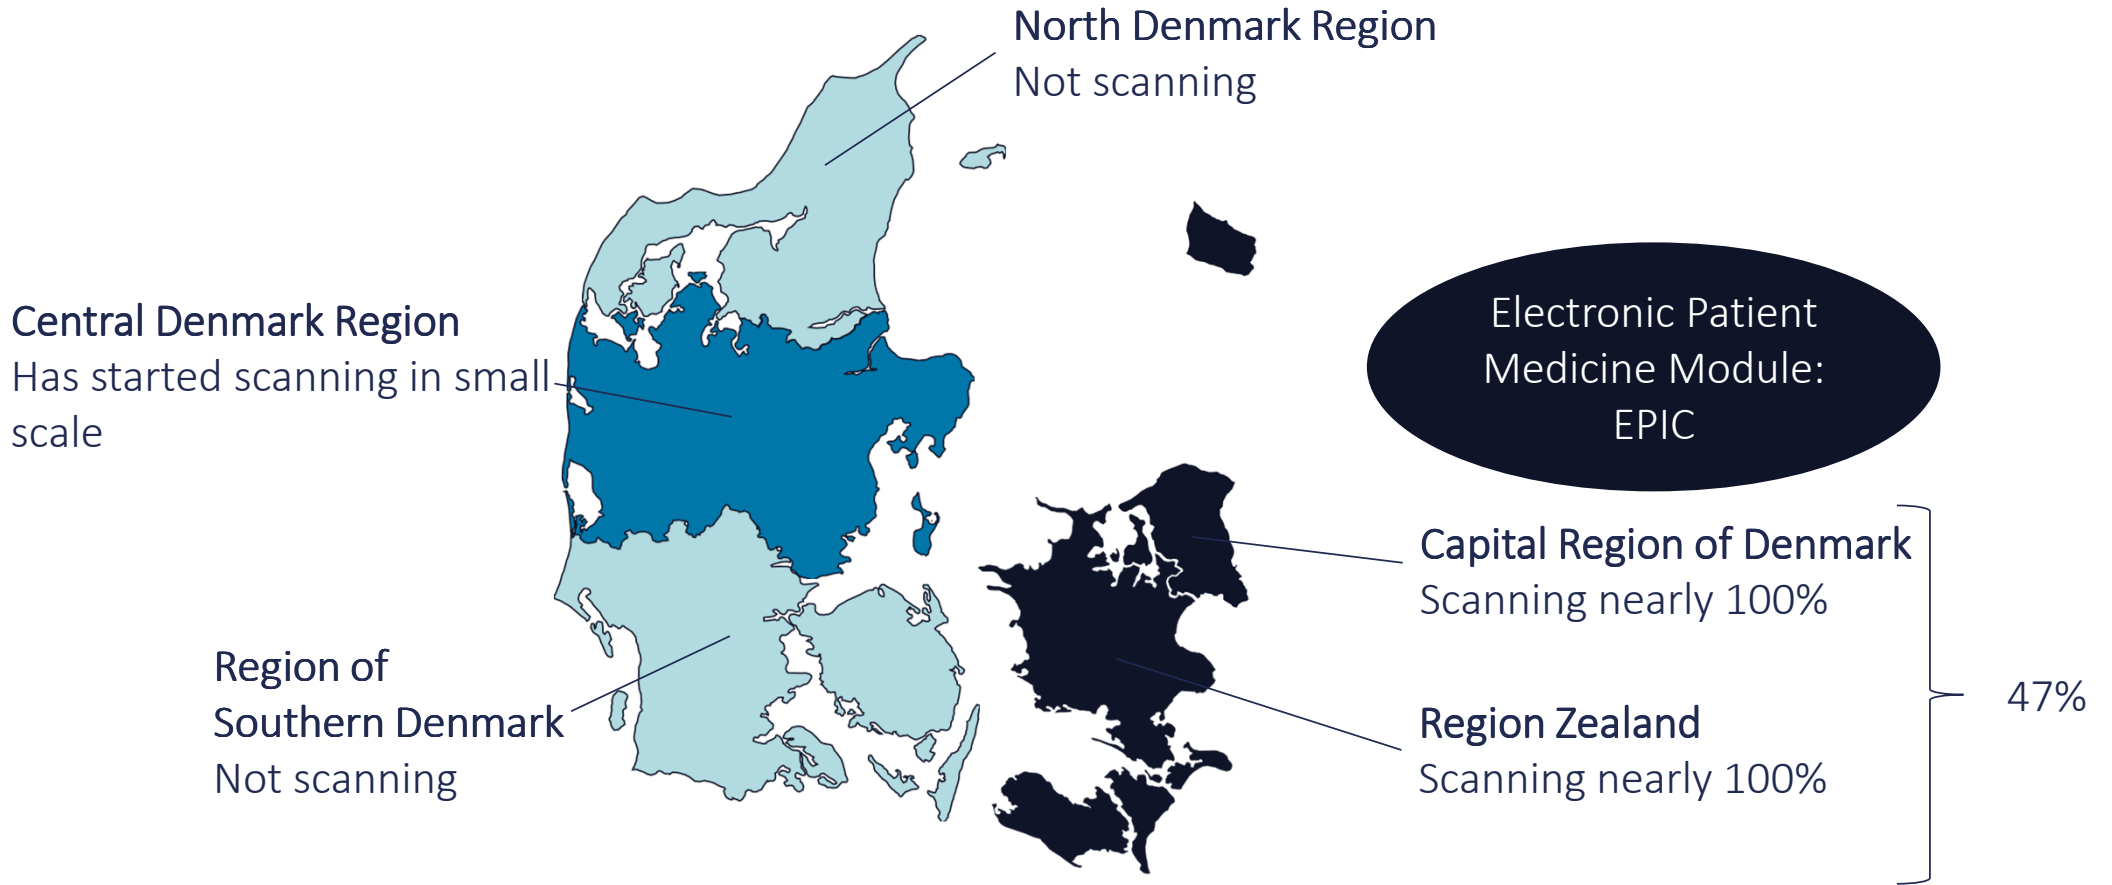 North Denmark Region
Not scanning
Central Denmark Region
Has started scanning in small
scale
Electronic Patient
Medicine Module:
EPIC
Capital Region of Denmark
Scanning nearly 100%
Region of
Southern Denmark
Not scanning
Region Zealand
Scanning nearly 100%
47%